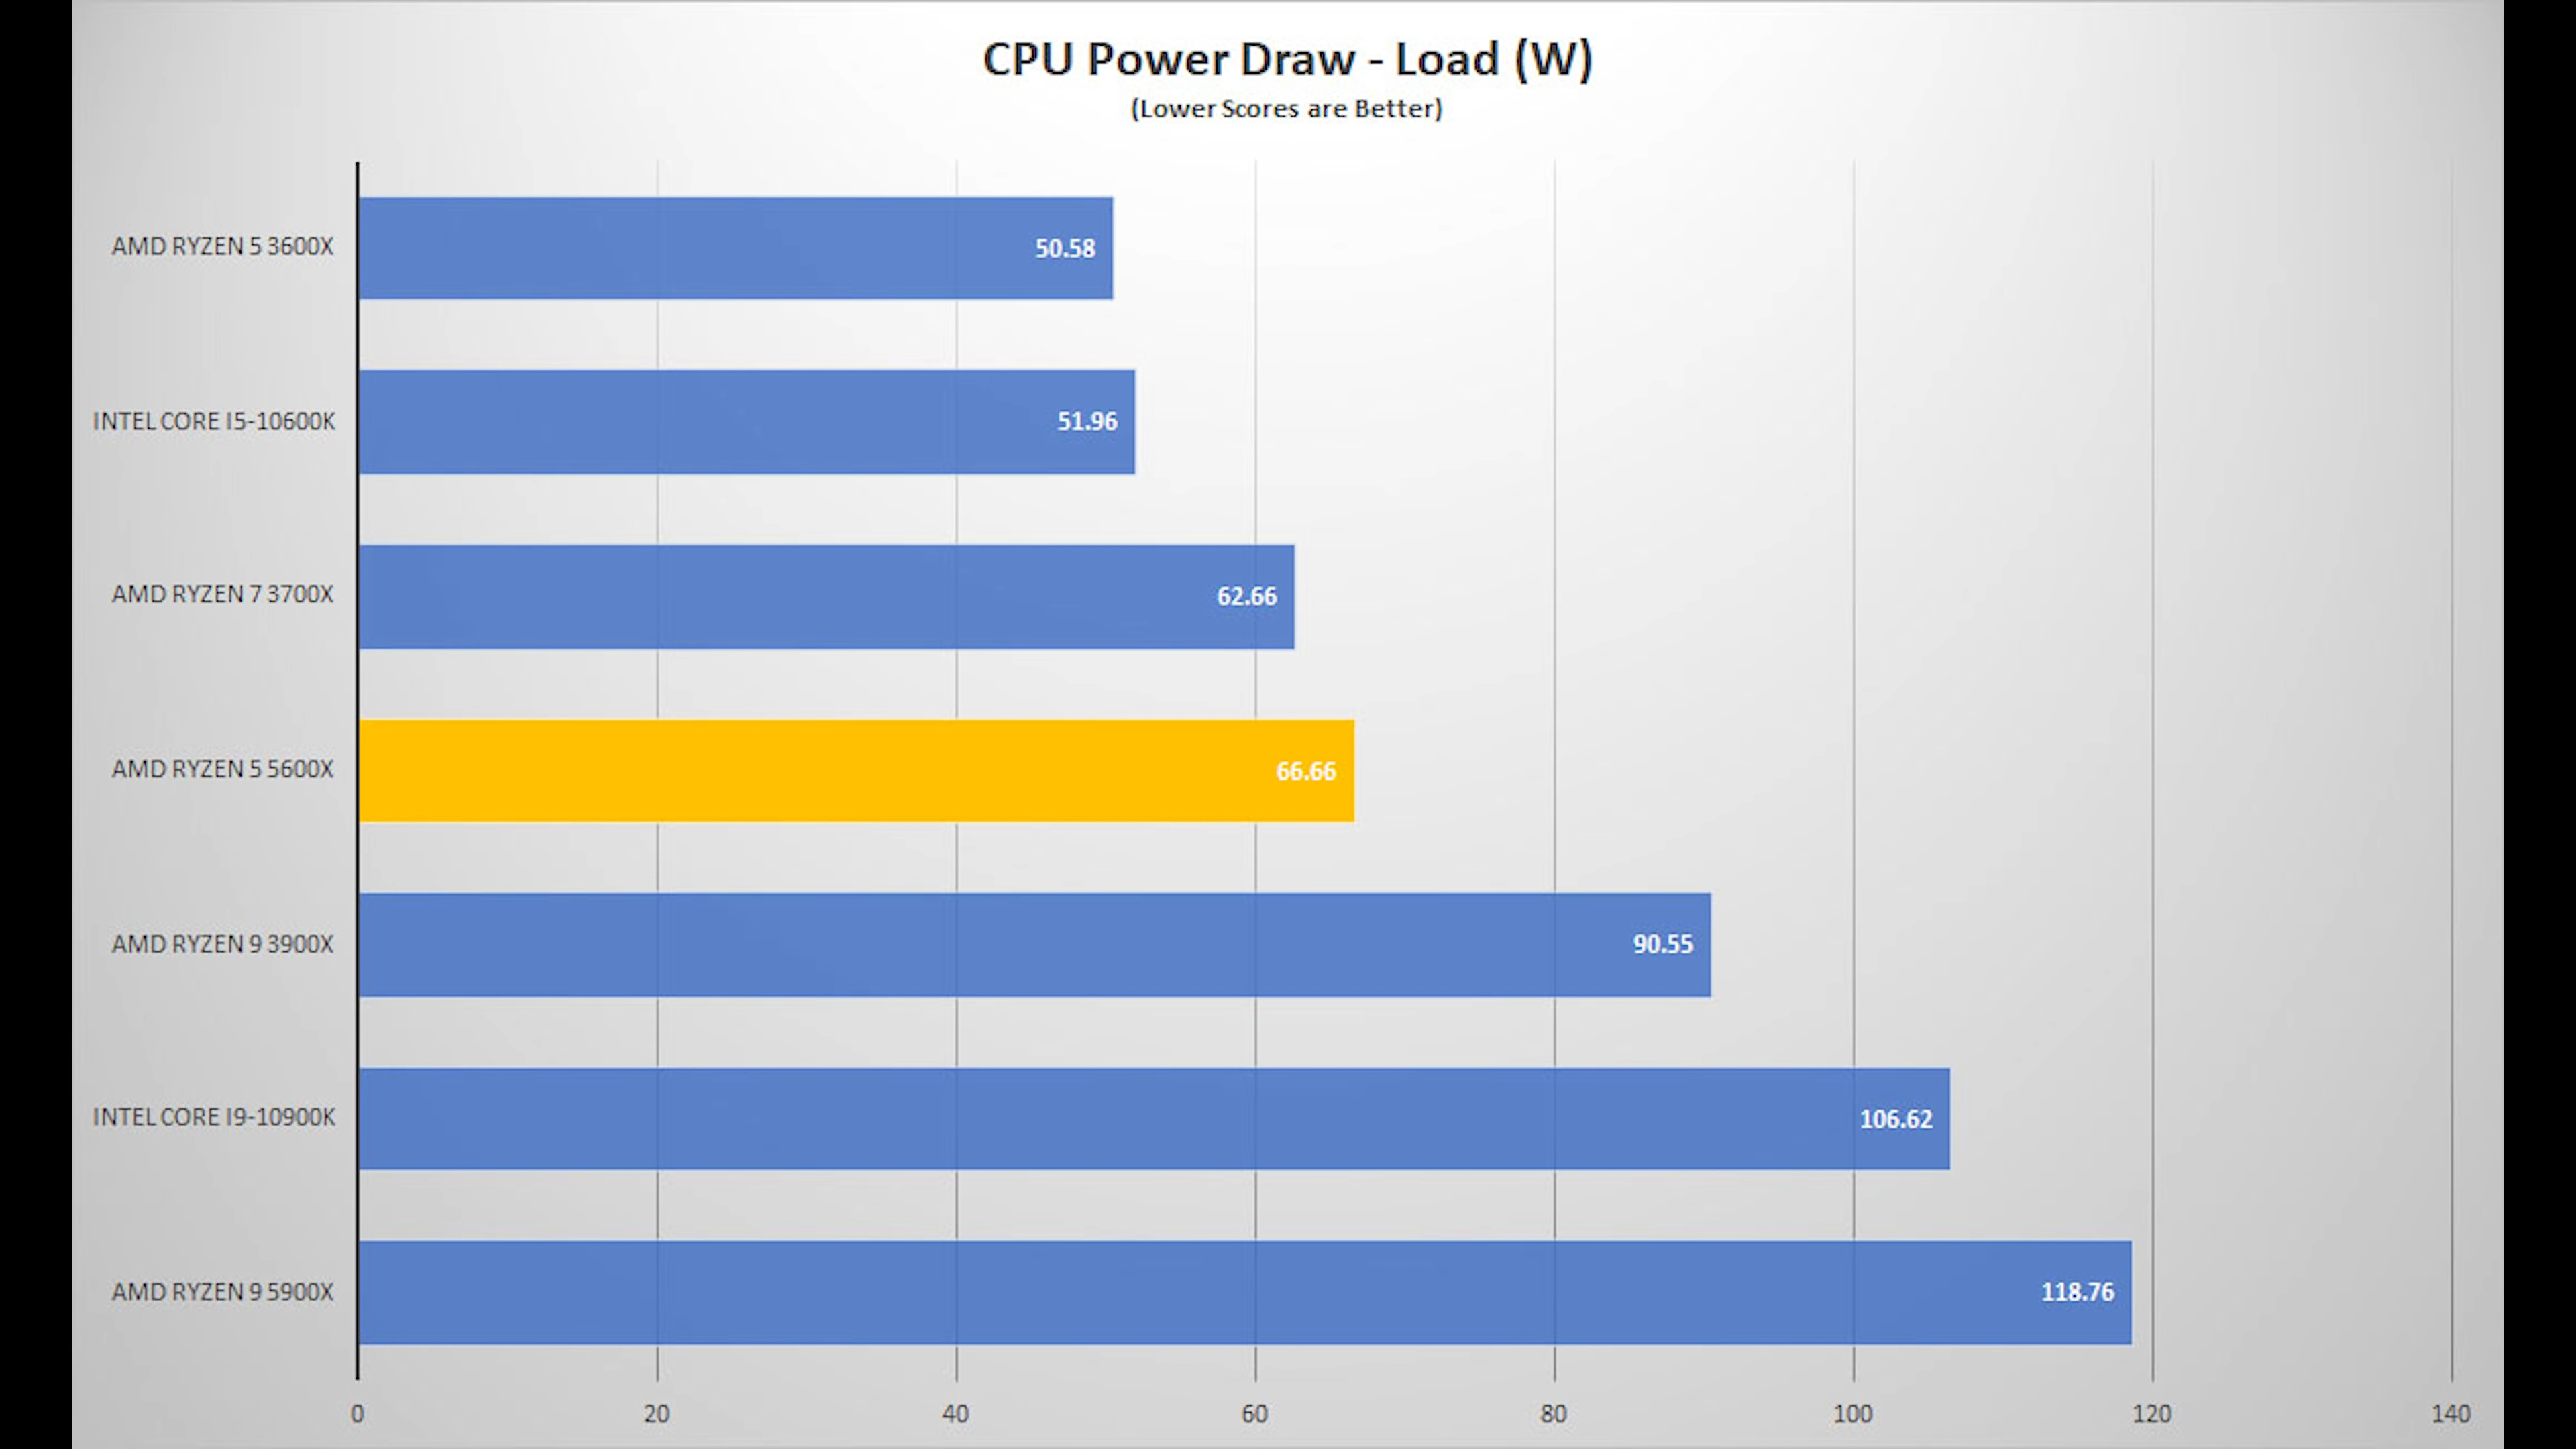 CPU Power Draw - Load (W)
(Lower Scores are Better)
AMD RYZEN 5 3600X
50.58
INTEL CORE I5-10600K
51.96
AMD RYZEN 7 3700X
62.66
AMD RYZEN 5 5600X
66.66
AMD RYZEN 9 3900X
90.55
INTEL CORE I9-10900K
106.62
AMD RYZEN 9 5900X
118.76
0 20 40 60 80 100 120 140